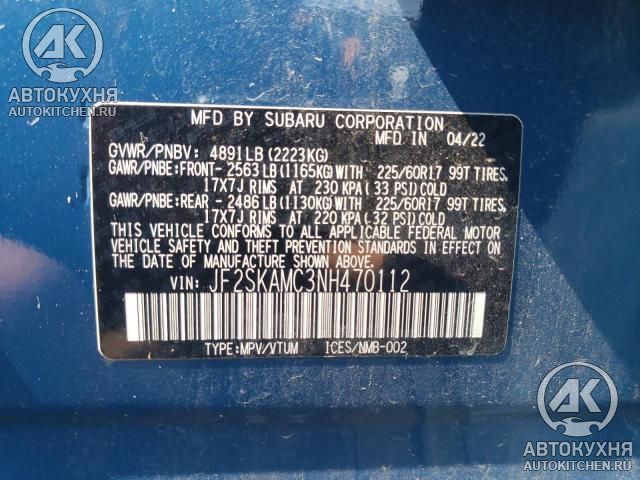 АК
АВТОКУХНЯ
AUTOKITCHEN.RU
MFD BY SUBARU CORPORATION
MFD IN 04/22
GVWR/PNBV: 4891LB(2223KG)
GAWR/PNBE:FRONT- 2563LB(1165KG)WITH 225/60R17 99T TIRES,
17X7J RIMS AT 230 KPA(33 PSI)COLD
GAWR/PNBE:REAR -2486LB(1130KG)WITH 225/60R17 99T TIRES,
17X7J RIMS AT 220 KPA(32 PSI)COLD
THIS VEHICLE CONFORMS TO ALL APPLICABLE FEDERAL MOTOR
VEHICLE SAFETY AND THEFT PREVENTION STANDARDS IN EFFECT
ON THE DATE OF MANUFACTURE SHOWN ABOVE.
VIN: JF2SKAMC3NH470112
TYPE:MPV/VTUM ICES/NMB-002
АК
АВТОКУХНЯ
AUTOKITCHEN.RU